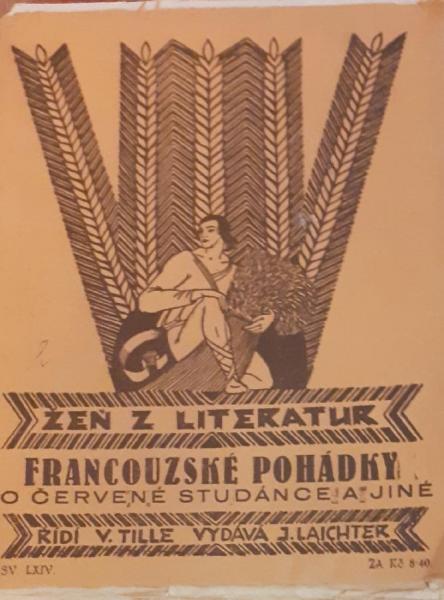 ŽEŇ Z LITERATUR
FRANCOUZSKÉ POHÁDKY
O ČERVENÉ STUDÁNCE A JINÉ
ŘÍDÍ V. TILLE VYDÁVÁ J. LAICHTER
SV. LXIV. ZA Kč 8·40.